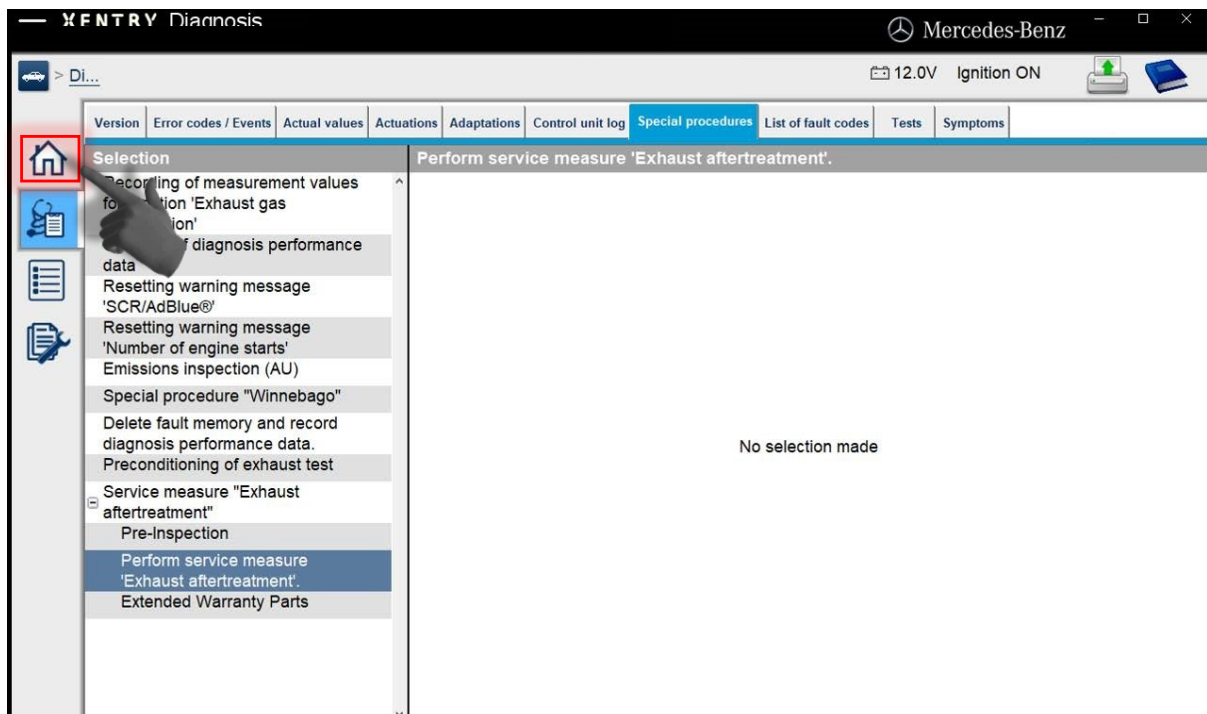 XENTRY Diagnosis
Mercedes-Benz
> Di...
12.0V Ignition ON
Version Error codes / Events Actual values Actuations Adaptations Control unit log Special procedures List of fault codes Tests Symptoms
Selection
Perform service measure 'Exhaust aftertreatment'.
Recording of measurement values
function 'Exhaust gas
ion'
of diagnosis performance
data
Resetting warning message
'SCR/AdBlue®'
Resetting warning message
'Number of engine starts'
Emissions inspection (AU)
Special procedure "Winnebago"
Delete fault memory and record
diagnosis performance data.
Preconditioning of exhaust test
Service measure "Exhaust
aftertreatment"
Pre-Inspection
Perform service measure
'Exhaust aftertreatment'.
Extended Warranty Parts
No selection made